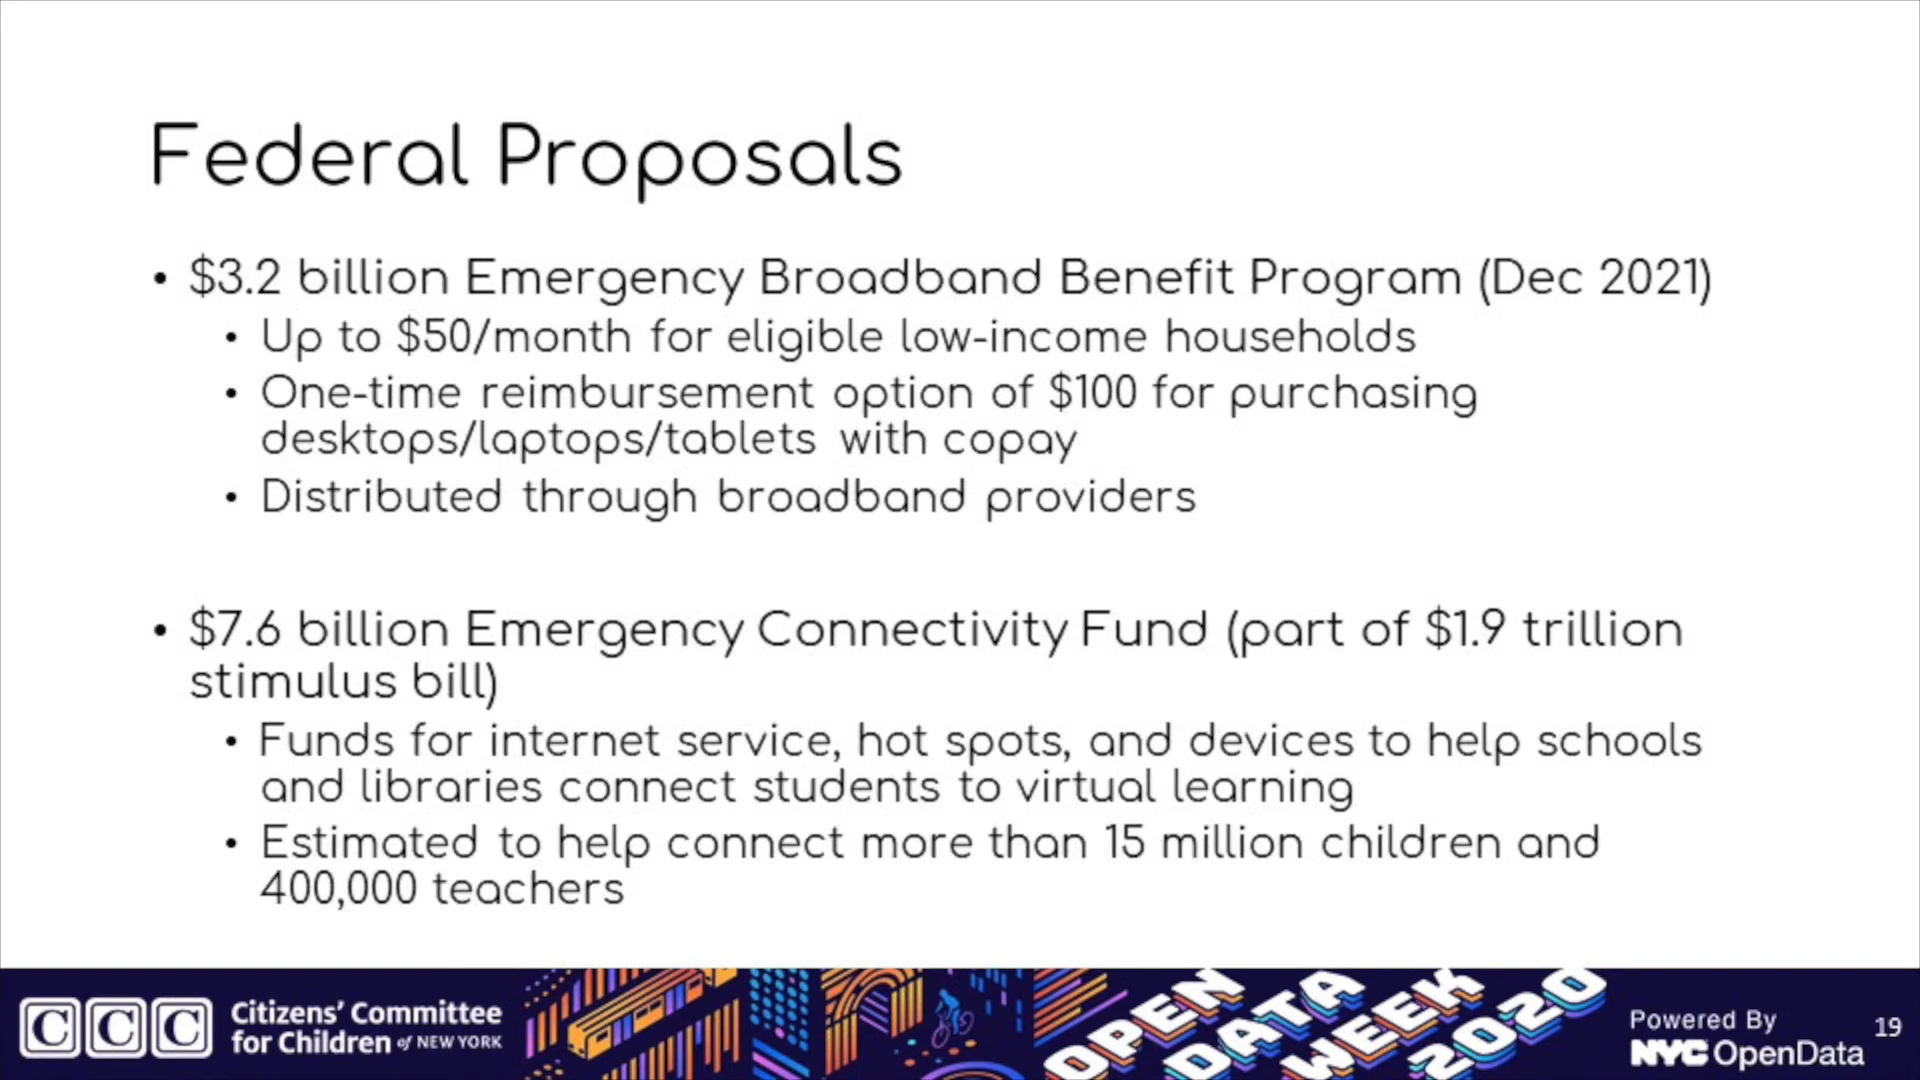 Federal Proposals
• $3.2 billion Emergency Broadband Benefit Program (Dec 2021)
• Up to $50/month for eligible low-income households
• One-time reimbursement option of $100 for purchasing
desktops/laptops/tablets with copay
• Distributed through broadband providers
• $7.6 billion Emergency Connectivity Fund (part of $1.9 trillion
stimulus bill)
• Funds for internet service, hot spots, and devices to help schools
and libraries connect students to virtual learning
• Estimated to help connect more than 15 million children and
400,000 teachers
CCC
Citizens' Committee
for Children of NEW YORK
OPEN
DATA
WEEK
2020
Powered By
NYC OpenData
19